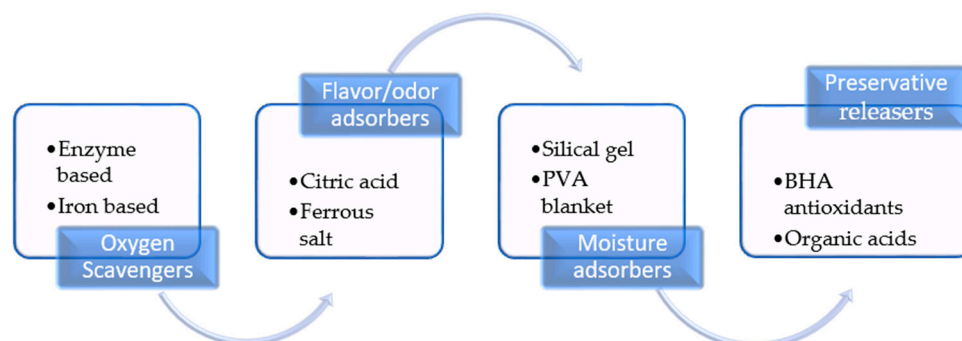 •Enzyme
based
•Iron based
Oxygen
Scavengers
Flavor/odor
adsorbers
•Citric acid
•Ferrous
salt
•Silical gel
•PVA
blanket
Moisture
adsorbers
Preservative
releasers
•BHA
antioxidants
•Organic acids